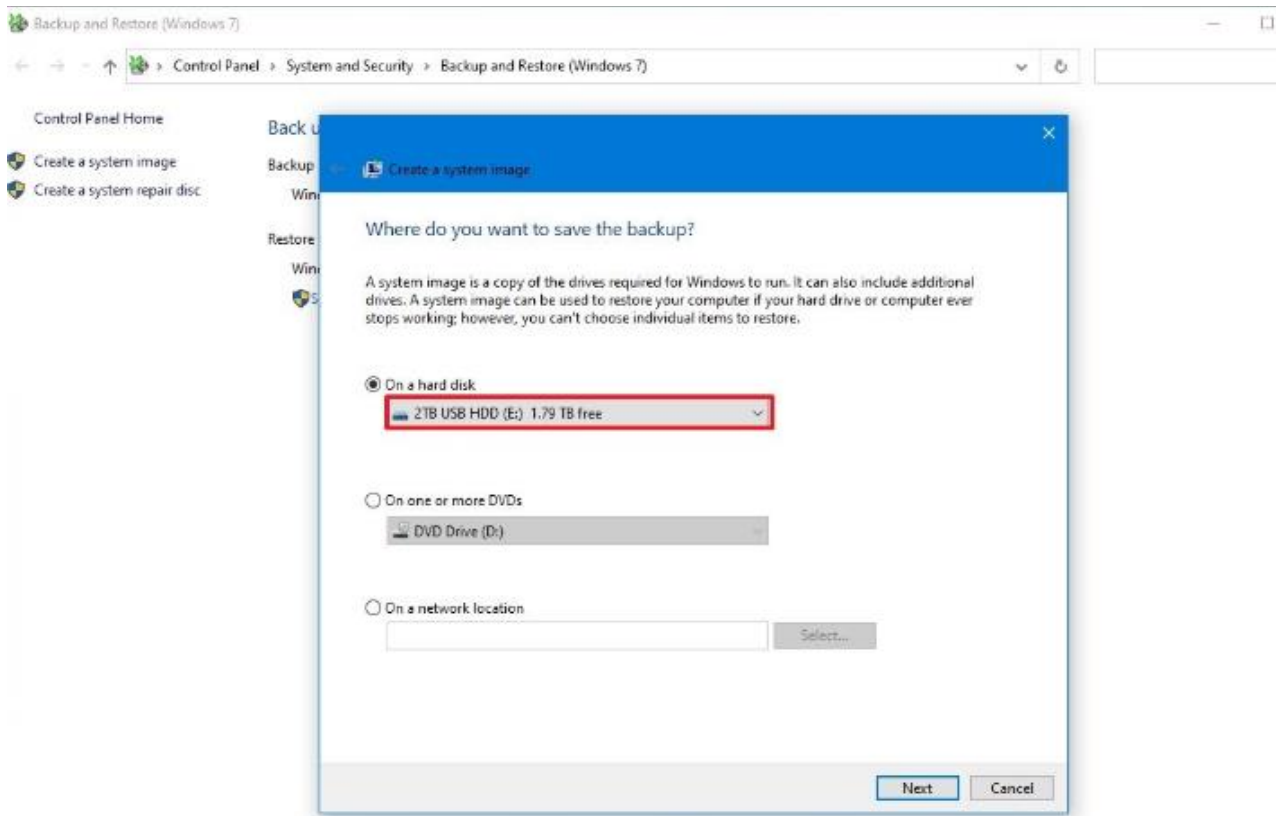 Backup and Restore (Windows 7)
Control Panel > System and Security > Backup and Restore (Windows 7)
Control Panel Home
Create a system image
Create a system repair disc
Back u
Backup
Wind
Restore
Wind
S
Create a system image
Where do you want to save the backup?
A system image is a copy of the drives required for Windows to run. It can also include additional
drives. A system image can be used to restore your computer if your hard drive or computer ever
stops working; however, you can't choose individual items to restore.
On a hard disk
2TB USB HDD (E:) 1.79 TB free
On one or more DVDs
DVD Drive (D:)
On a network location
Select...
Next
Cancel